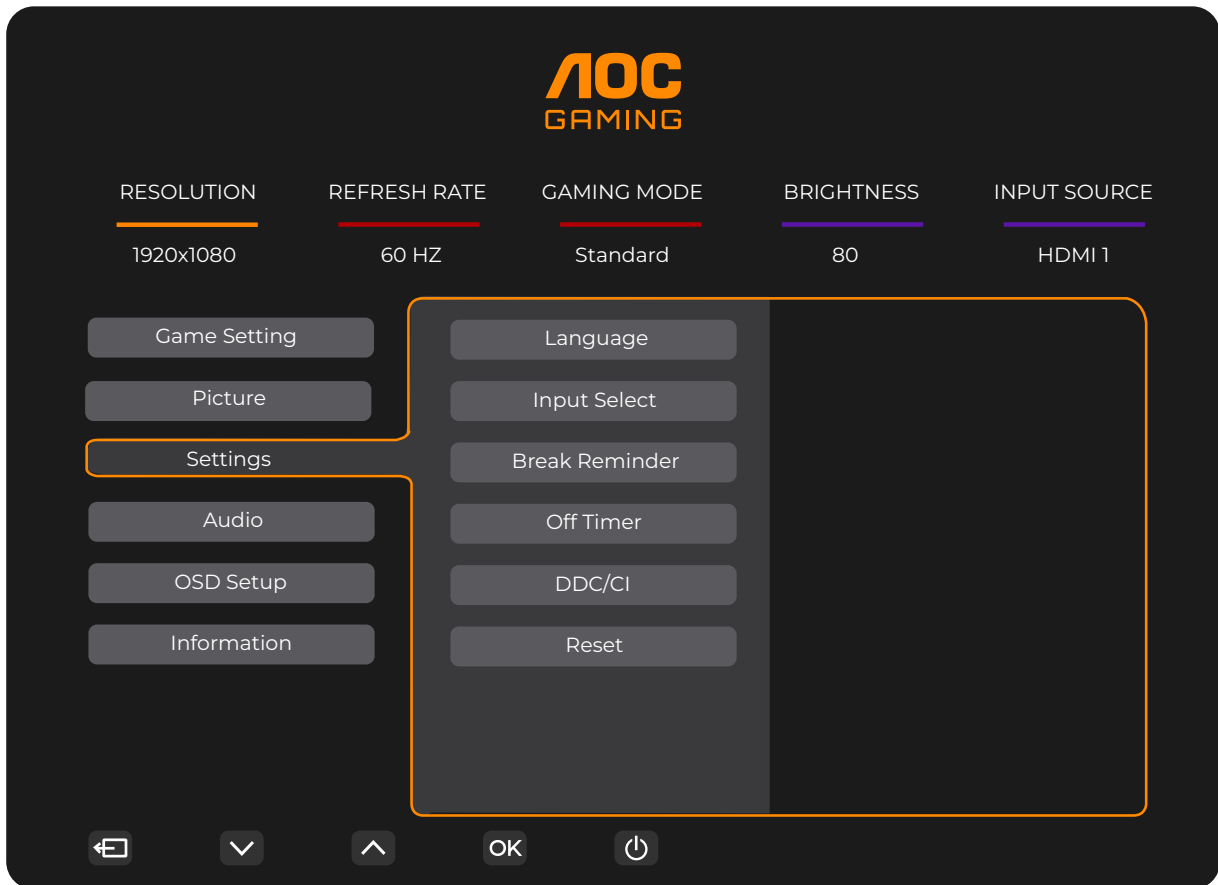 AOC
GAMING
RESOLUTION REFRESH RATE GAMING MODE BRIGHTNESS INPUT SOURCE
1920x1080 60 HZ Standard 80 HDMI 1
Game Setting Language
Picture Input Select
Settings Break Reminder
Audio Off Timer
OSD Setup DDC/CI
Information Reset
OK